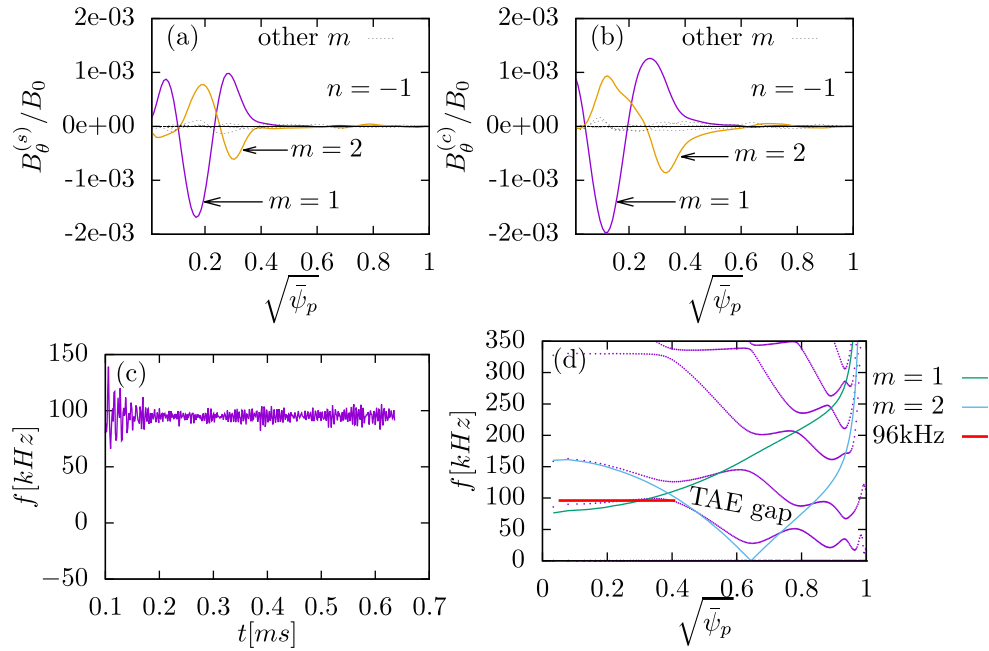 (a)
other m
n = −1
m = 2
m = 1
B_θ^(s)/B_0
1e-03 2e-03
0e+00
-1e-03
-2e-03
0.2 0.4 0.6 0.8 1
√ψ̄_p
(b)
other m
n = −1
m = 2
m = 1
B_θ^(c)/B_0
2e-03
1e-03
0e+00
-1e-03
-2e-03
0.2 0.4 0.6 0.8 1
√ψ̄_p
(c)
f[kHz]
150
100
50
0
−50
0.1 0.2 0.3 0.4 0.5 0.6 0.7
t[ms]
(d)
TAE gap
f[kHz]
350
300
250
200
150
100
50
0
0 0.2 0.4 0.6 0.8 1
√ψ̄_p
m = 1
m = 2
96kHz